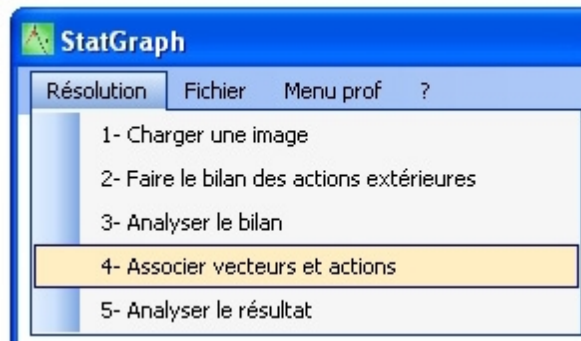 StatGraph
Résolution Fichier Menu prof ?
1- Charger une image
2- Faire le bilan des actions extérieures
3- Analyser le bilan
4- Associer vecteurs et actions
5- Analyser le résultat